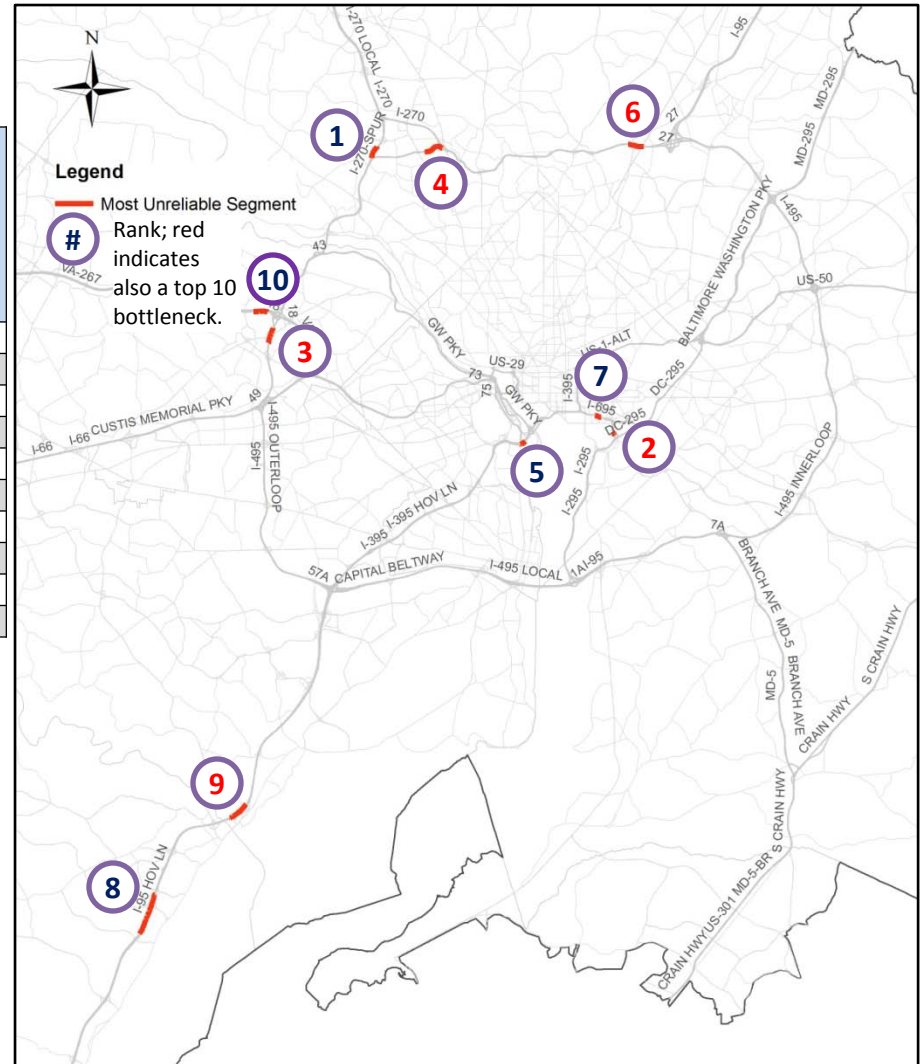 N
I-270 LOCAL
I-270
I-270
I-270-SPUR
I-95
27
27
MD-295
MD-295
1
4
6
Legend
Most Unreliable Segment
#
Rank; red
indicates
also a top 10
bottleneck.
VA-267
43
10
18
3
I-495
BALTIMORE WASHINGTON PKY
US-50
GW PKY
US-29
US-1-ALT
73
75
GW PKY
I-395
7
I-695
DC-295
DC-295
2
5
49
I-66
I-66 CUSTIS MEMORIAL PKY
I-495
I-495 OUTERLOOP
I-295
I-295
I-495 INNERLOOP
I-395 HOV LN
I-395
57A
CAPITAL BELTWAY
I-495 LOCAL
1AI-95
7A
BRANCH AVE
MD-5
BRANCH AVE
MD-5
S CRAIN HWY
CRAIN HWY
S CRAIN HWY
9
8
I-95 HOV LN
MD-5-BR
US-301
CRAIN HWY